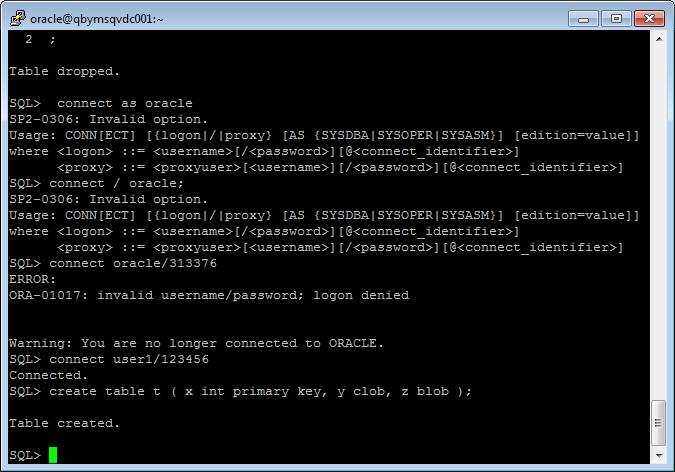 oracle@qbymsqvdc001:~
2 ;
Table dropped.
SQL>  connect as oracle
SP2-0306: Invalid option.
Usage: CONN[ECT] [{logon|/|proxy} [AS {SYSDBA|SYSOPER|SYSASM}] [edition=value]]
where <logon> ::= <username>[/<password>][@<connect_identifier>]
      <proxy> ::= <proxyuser>[<username>][/<password>][@<connect_identifier>]
SQL> connect / oracle;
SP2-0306: Invalid option.
Usage: CONN[ECT] [{logon|/|proxy} [AS {SYSDBA|SYSOPER|SYSASM}] [edition=value]]
where <logon> ::= <username>[/<password>][@<connect_identifier>]
      <proxy> ::= <proxyuser>[<username>][/<password>][@<connect_identifier>]
SQL> connect oracle/313376
ERROR:
ORA-01017: invalid username/password; logon denied
Warning: You are no longer connected to ORACLE.
SQL> connect user1/123456
Connected.
SQL> create table t ( x int primary key, y clob, z blob );
Table created.
SQL>